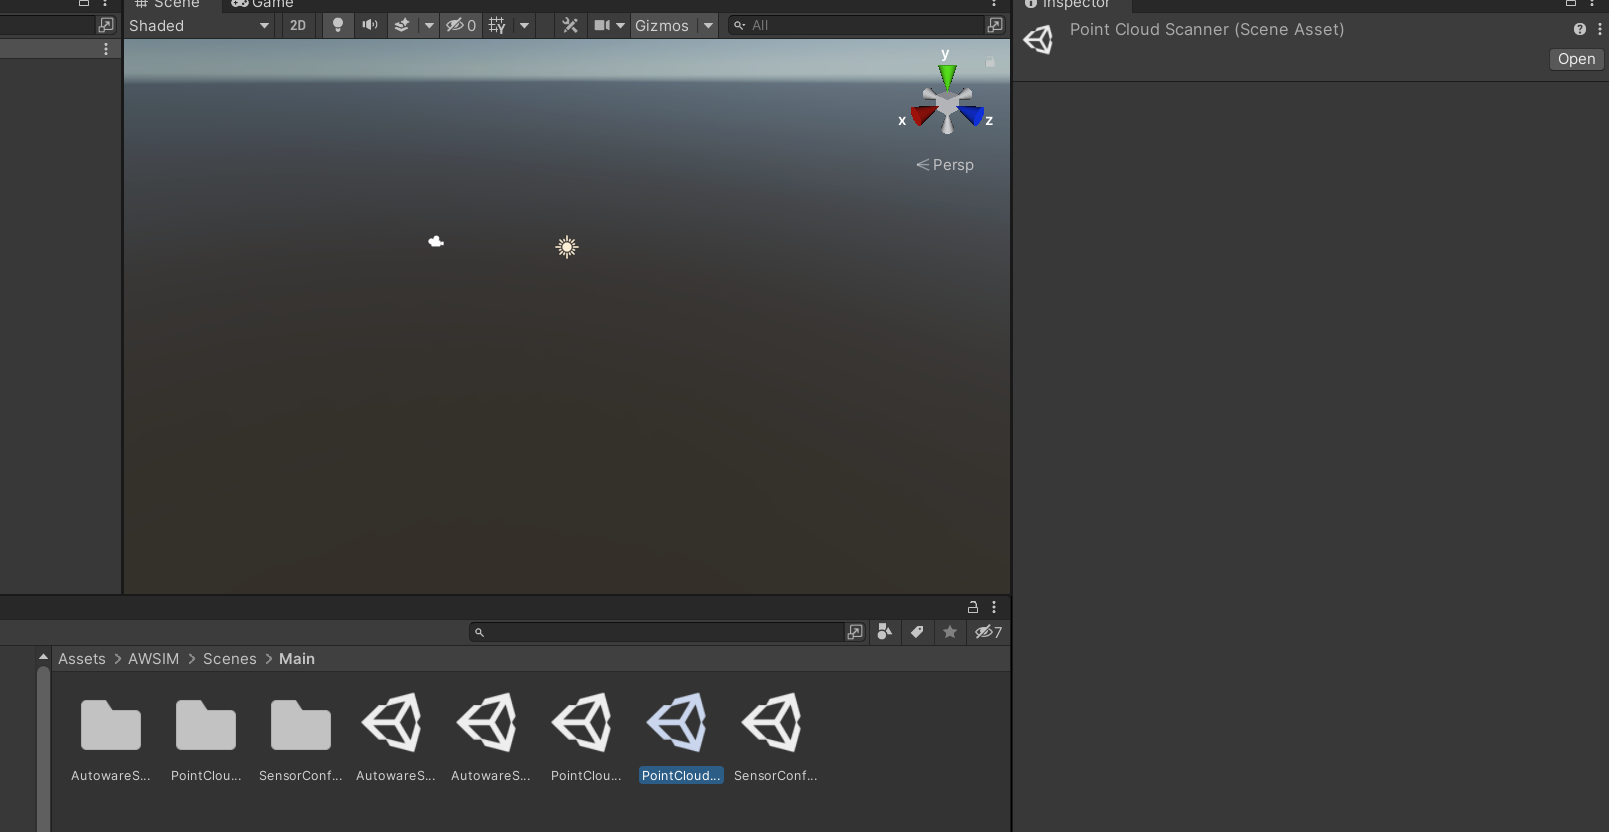 Scene
Game
Inspector
Shaded
2D
0
Gizmos
All
Point Cloud Scanner (Scene Asset)
Open
y
x
z
Persp
7
Assets > AWSIM > Scenes > Main
AutowareS...
PointClou...
SensorConf...
AutowareS...
AutowareS...
PointClou...
PointCloud...
SensorConf...